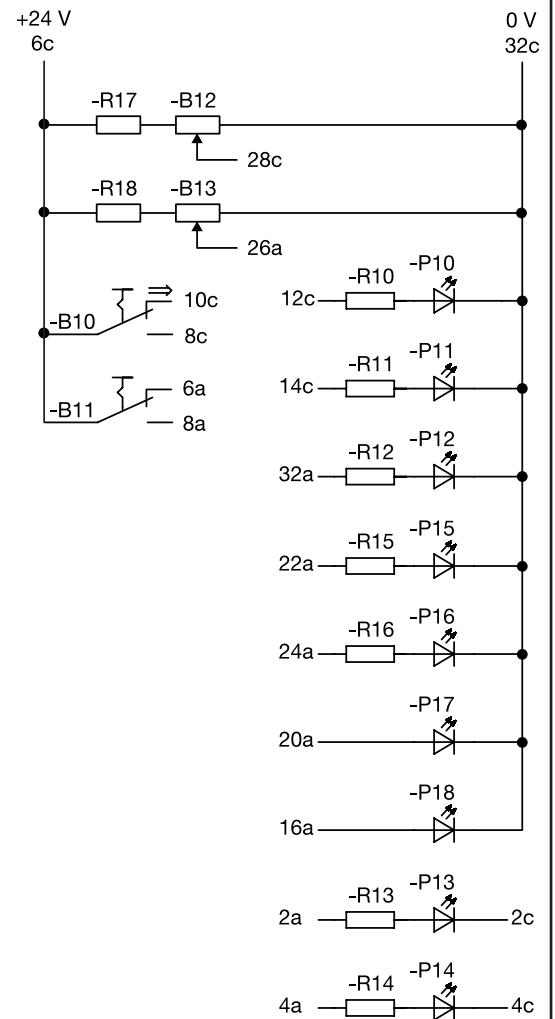 +24 V 0 V
6c 32c
-R17 -B12
28c
-R18 -B13
26a
-B10 10c
8c
-B11 6a
8a
12c -R10 -P10
14c -R11 -P11
32a -R12 -P12
22a -R15 -P15
24a -R16 -P16
20a -P17
16a -P18
2a -R13 -P13 2c
4a -R14 -P14 4c